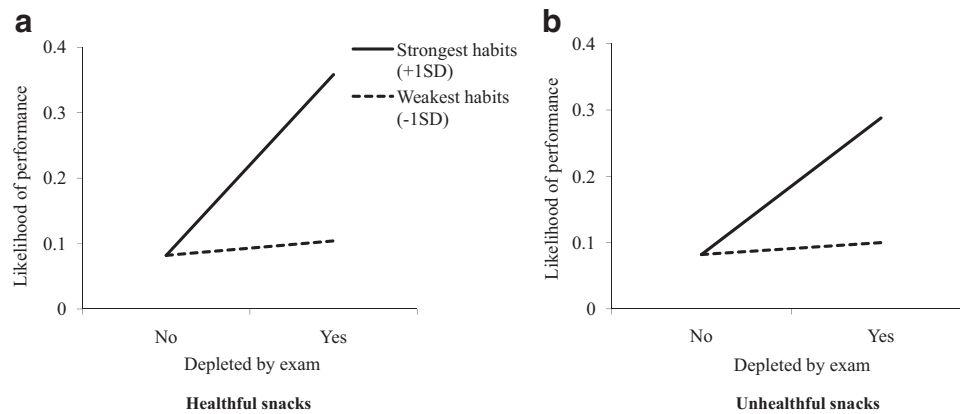 a
0.4
0.3
0.2
0.1
0
Likelihood of performance
Strongest habits
(+1SD)
Weakest habits
(-1SD)
No
Yes
Depleted by exam
Healthful snacks
b
0.4
0.3
0.2
0.1
0
Likelihood of performance
No
Yes
Depleted by exam
Unhealthful snacks